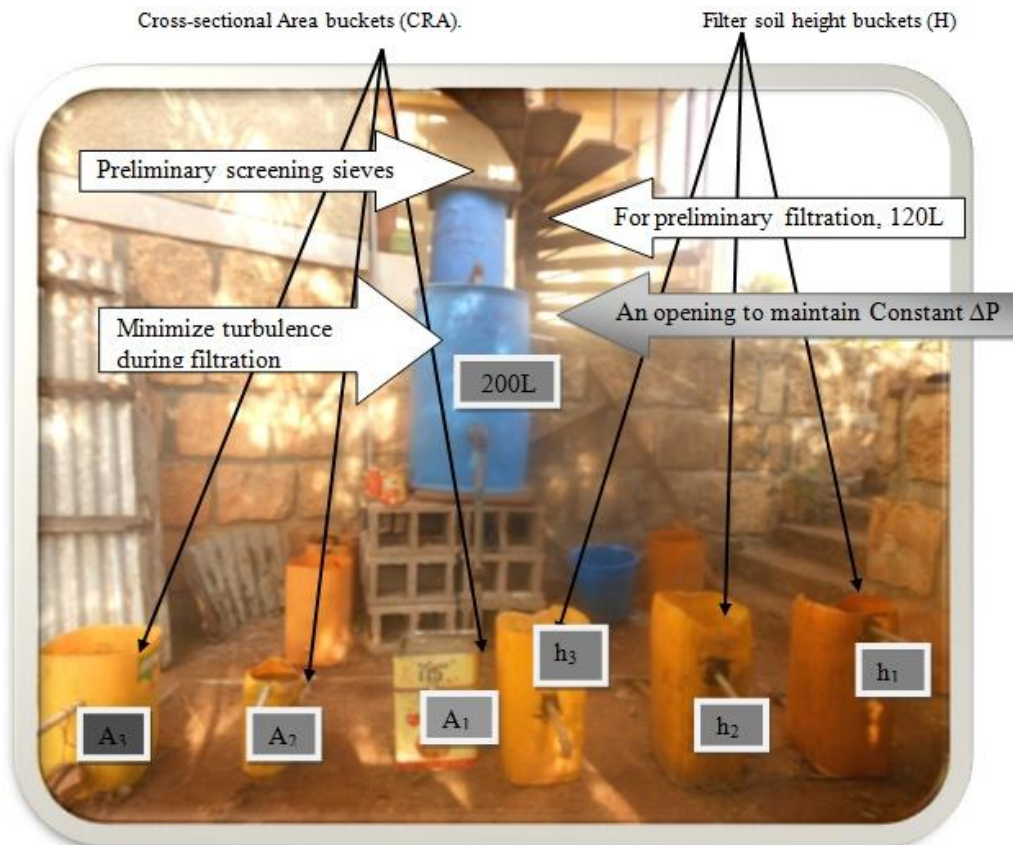 Cross-sectional Area buckets (CRA).
Filter soil height buckets (H)
Preliminary screening sieves
For preliminary filtration, 120L
An opening to maintain Constant ΔP
Minimize turbulence
during filtration
200L
h₃
h₁
A₃
A₂
A₁
h₂